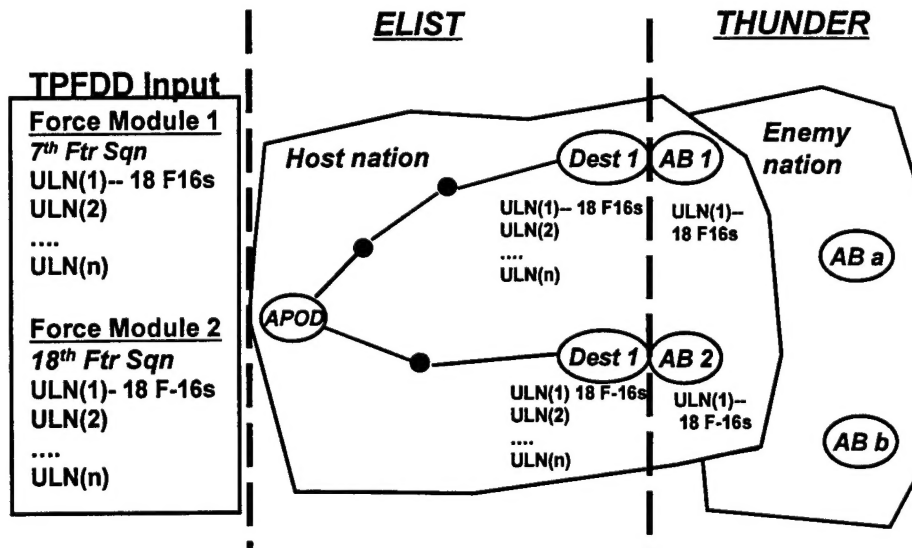 ELIST
THUNDER
TPFDD Input
Force Module 1
7th Ftr Sqn
ULN(1)-- 18 F16s
ULN(2)
....
ULN(n)
Force Module 2
18th Ftr Sqn
ULN(1)- 18 F-16s
ULN(2)
....
ULN(n)
Host nation
APOD
Dest 1
ULN(1)-- 18 F16s
ULN(2)
....
ULN(n)
Dest 1
ULN(1) 18 F-16s
ULN(2)
....
ULN(n)
AB 1
ULN(1)--
18 F16s
AB 2
ULN(1)--
18 F-16s
Enemy
nation
AB a
AB b